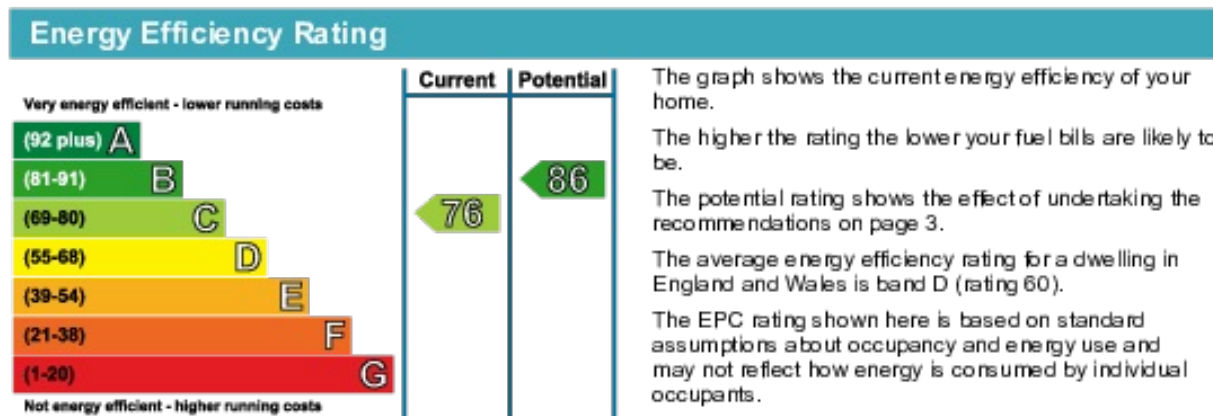 Energy Efficiency Rating
Current Potential
Very energy efficient - lower running costs
(92 plus) A
(81-91) B
86
(69-80) C
76
(55-68) D
(39-54) E
(21-38) F
(1-20) G
Not energy efficient - higher running costs
The graph shows the current energy efficiency of your
home.
The higher the rating the lower your fuel bills are likely to
be.
The potential rating shows the effect of undertaking the
recommendations on page 3.
The average energy efficiency rating for a dwelling in
England and Wales is band D (rating 60).
The EPC rating shown here is based on standard
assumptions about occupancy and energy use and
may not reflect how energy is consumed by individual
occupants.